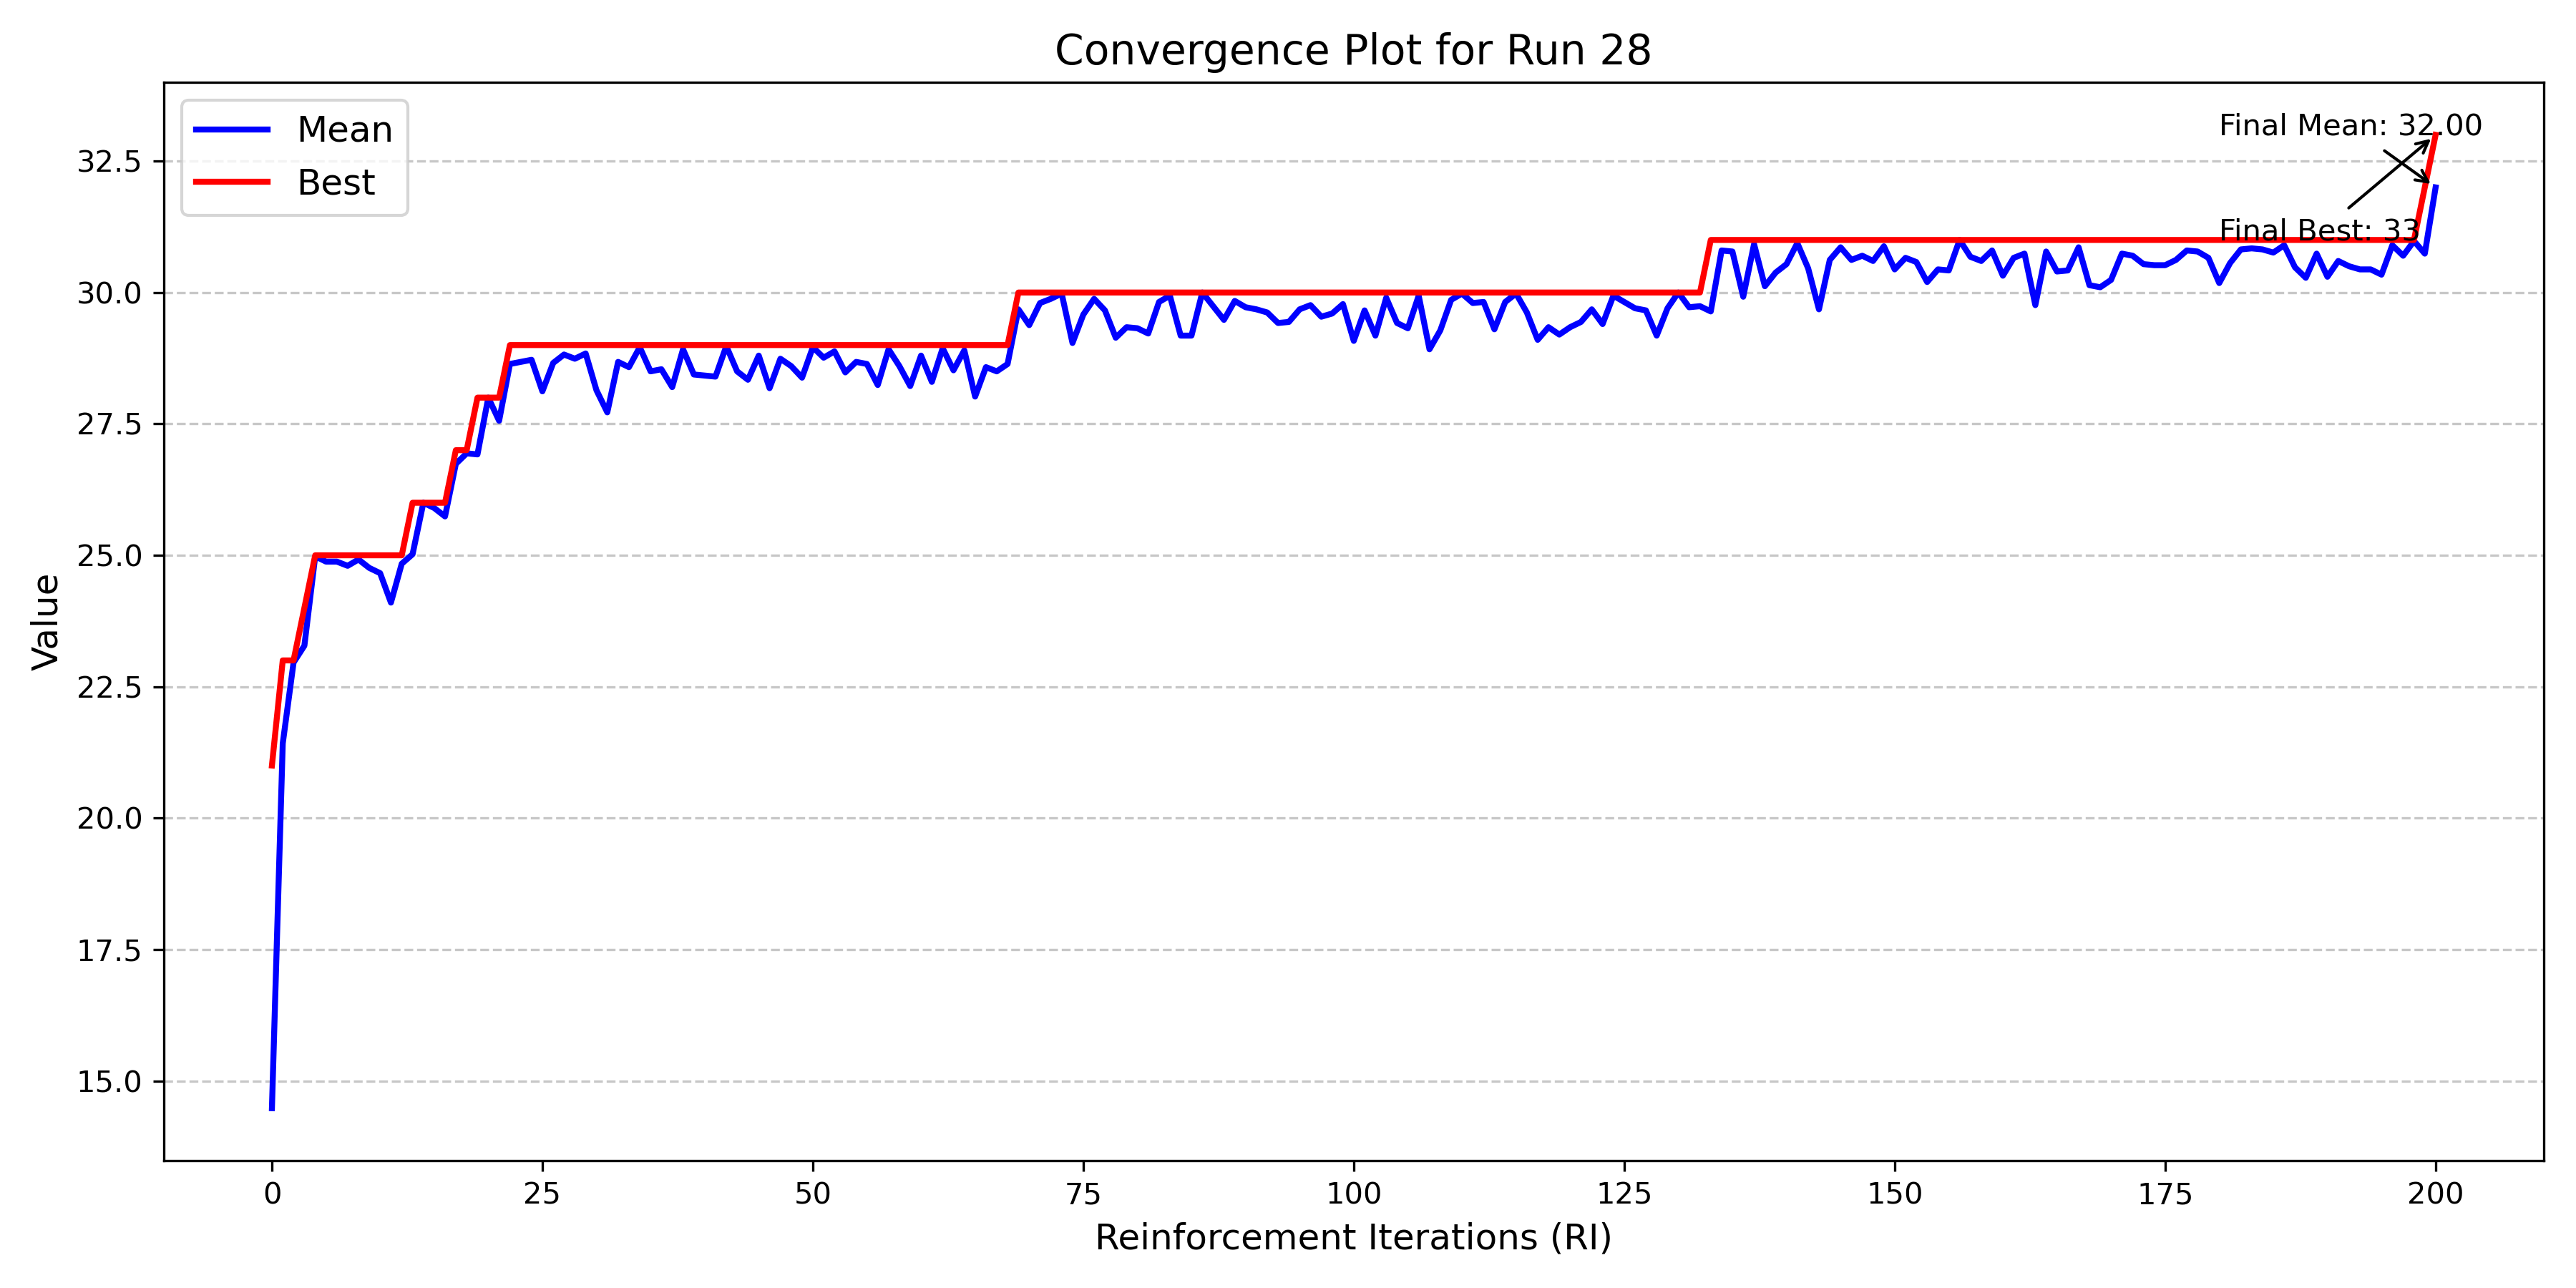 Convergence Plot for Run 28
Mean
Best
Final Mean: 32.00
Final Best: 33
32.5
30.0
27.5
25.0
22.5
20.0
17.5
15.0
Value
0 25 50 75 100 125 150 175 200
Reinforcement Iterations (RI)